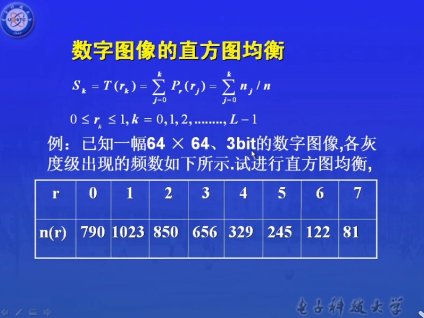 数字图像的直方图均衡
S_k = T(r_k) = Σ_{j=0}^{k} P_r(r_j) = Σ_{j=0}^{k} n_j / n
0 ≤ r_k ≤ 1, k = 0, 1, 2, ........, L − 1
例：已知一幅64 × 64、3bit的数字图像,各灰
度级出现的频数如下所示.试进行直方图均衡,
r 0 1 2 3 4 5 6 7
n(r) 790 1023 850 656 329 245 122 81
电子科技大学